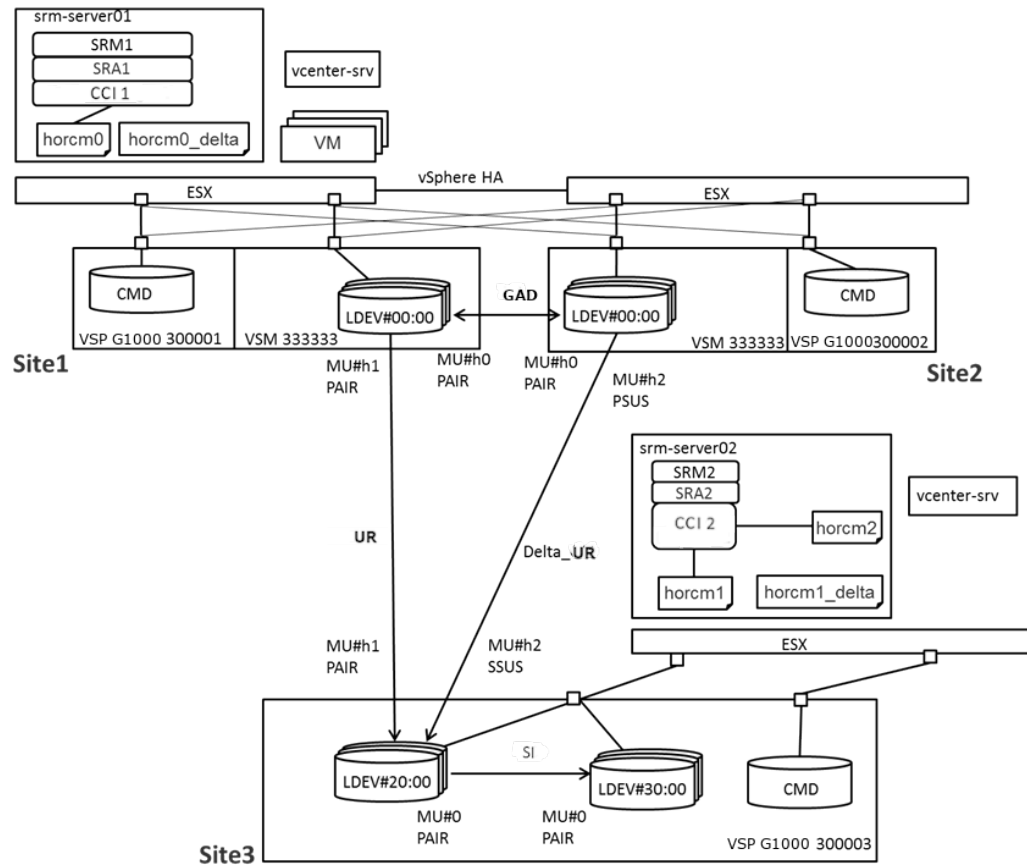 srm-server01
SRM1
SRA1
CCI 1
horcm0
horcm0_delta
vcenter-srv
VM
ESX
vSphere HA
ESX
CMD
LDEV#00:00
GAD
LDEV#00:00
CMD
VSP G1000 300001
VSM 333333
VSM 333333
VSP G1000300002
Site1
Site2
MU#h1
PAIR
MU#h0
PAIR
MU#h0
PAIR
MU#h2
PSUS
srm-server02
SRM2
SRA2
CCI 2
horcm2
horcm1
horcm1_delta
vcenter-srv
UR
Delta_UR
ESX
MU#h1
PAIR
MU#h2
SSUS
LDEV#20:00
SI
LDEV#30:00
CMD
MU#0
PAIR
MU#0
PAIR
VSP G1000 300003
Site3